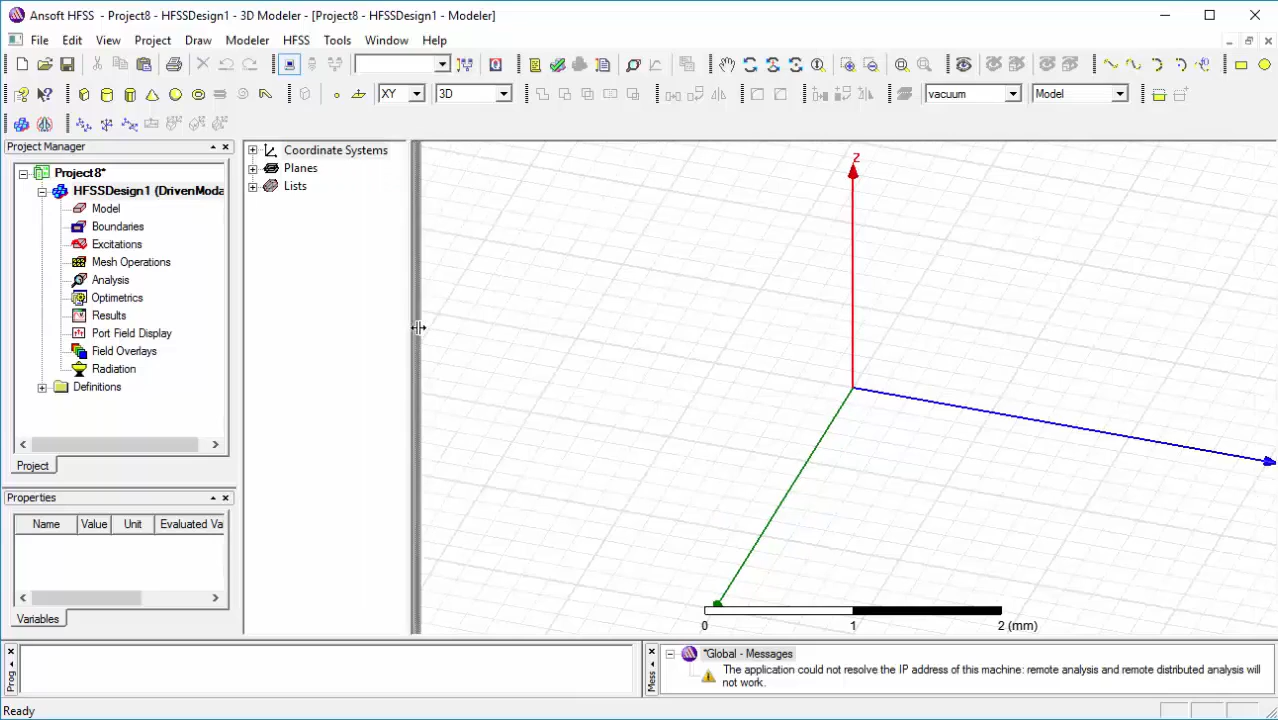 Ansoft HFSS - Project8 - HFSSDesign1 - 3D Modeler - [Project8 - HFSSDesign1 - Modeler]
File Edit View Project Draw Modeler HFSS Tools Window Help
XY 3D vacuum Model
Project Manager
Project8*
HFSSDesign1 (DrivenModa
Model
Boundaries
Excitations
Mesh Operations
Analysis
Optimetrics
Results
Port Field Display
Field Overlays
Radiation
Definitions
Project
Properties
Name Value Unit Evaluated Va
Variables
Coordinate Systems
Planes
Lists
Z
0 1 2 (mm)
Prog
Mess
*Global - Messages
The application could not resolve the IP address of this machine: remote analysis and remote distributed analysis will
not work.
Ready